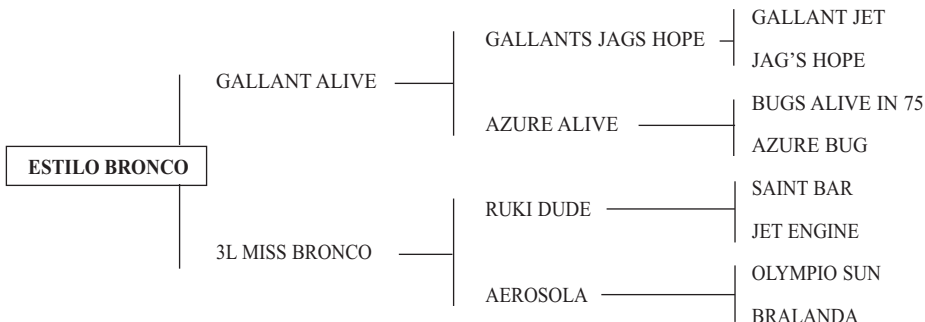 GALLANT JET
GALLANTS JAGS HOPE
JAG'S HOPE
GALLANT ALIVE
BUGS ALIVE IN 75
AZURE ALIVE
AZURE BUG
ESTILO BRONCO
SAINT BAR
RUKI DUDE
JET ENGINE
3L MISS BRONCO
OLYMPIO SUN
AEROSOLA
BRALANDA